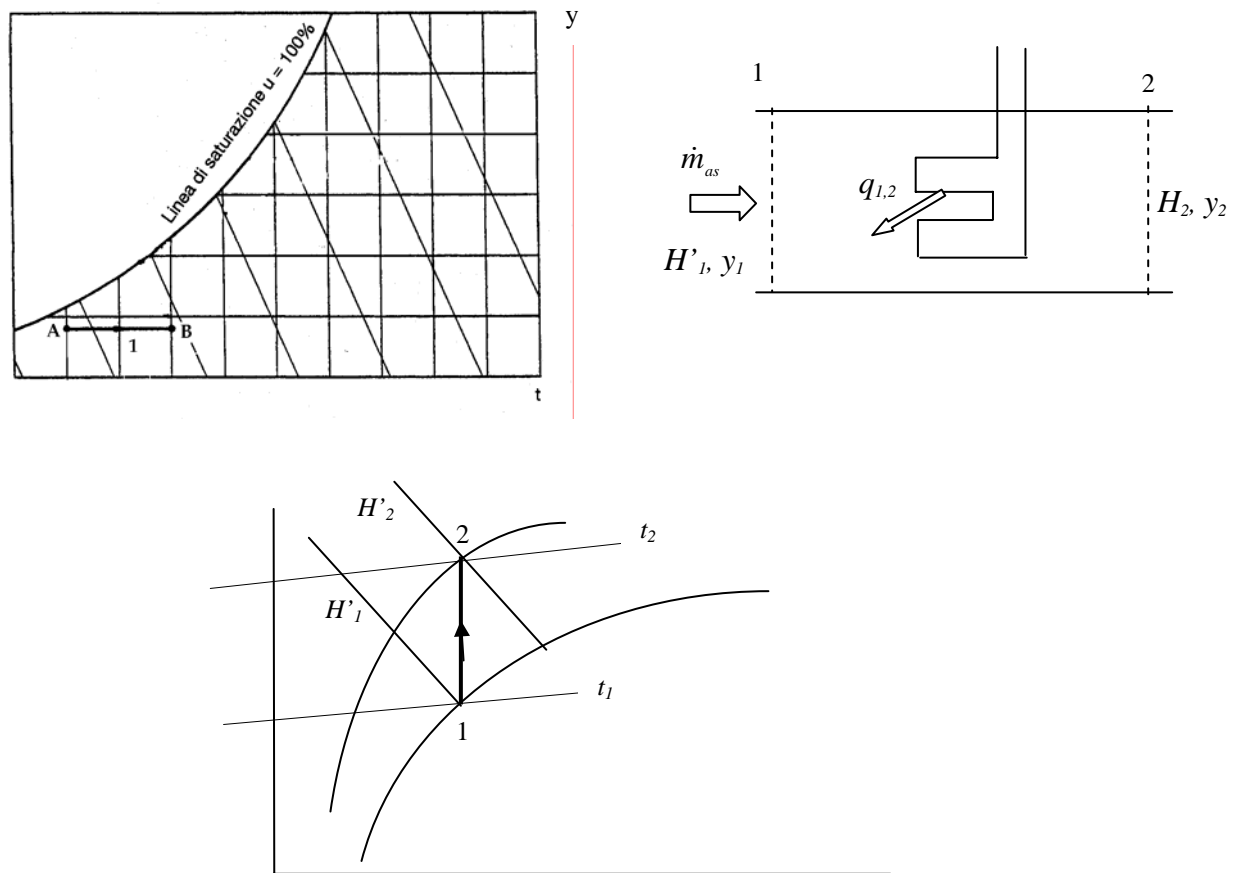 y
Linea di saturazione u = 100%
A
B
1
t
1
2
ṁas
q1,2
H'1, y1
H2, y2
H'2
2
t2
H'1
t1
1